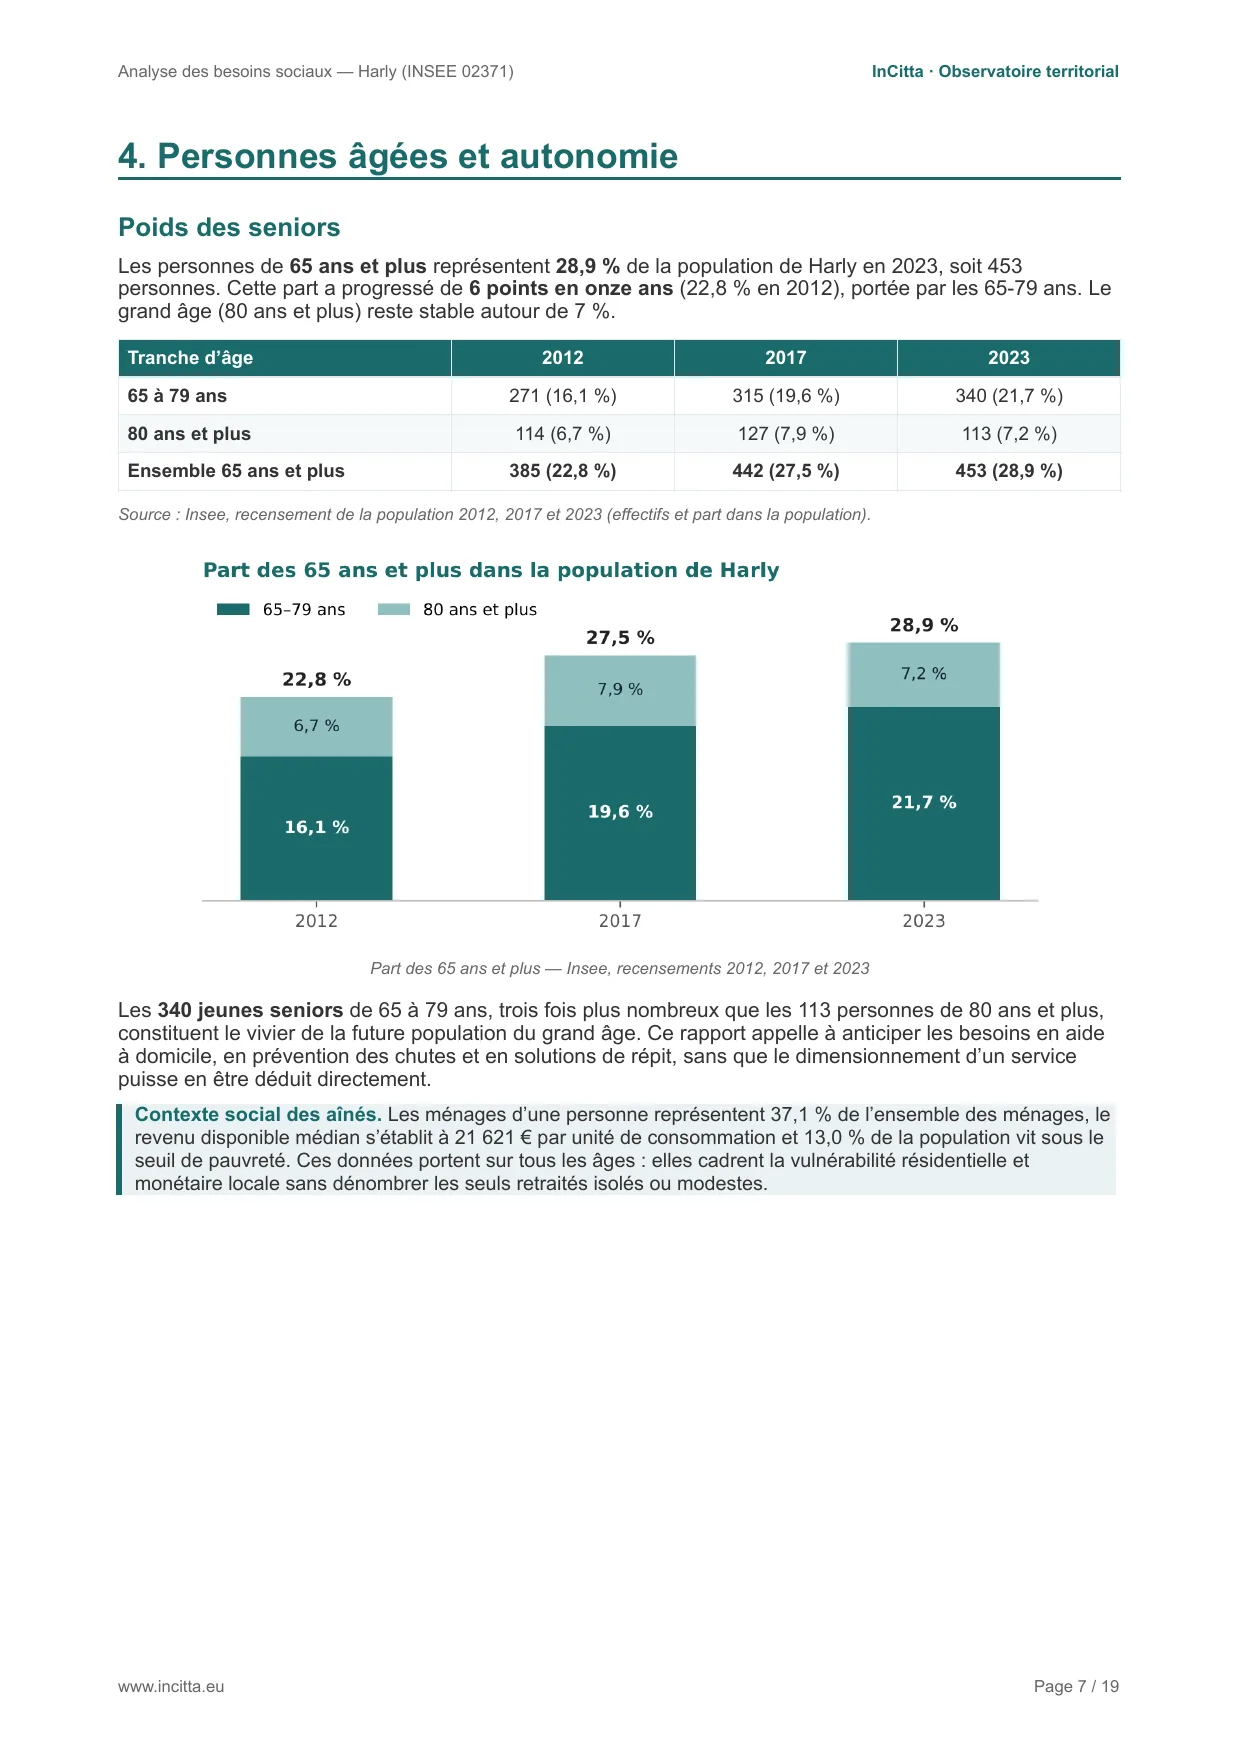 Analyse des besoins sociaux — Harly (INSEE 02371)
InCitta · Observatoire territorial
4. Personnes âgées et autonomie
Poids des seniors
Les personnes de 65 ans et plus représentent 28,9 % de la population de Harly en 2023, soit 453
personnes. Cette part a progressé de 6 points en onze ans (22,8 % en 2012), portée par les 65-79 ans. Le
grand âge (80 ans et plus) reste stable autour de 7 %.
Tranche d’âge 2012 2017 2023
65 à 79 ans 271 (16,1 %) 315 (19,6 %) 340 (21,7 %)
80 ans et plus 114 (6,7 %) 127 (7,9 %) 113 (7,2 %)
Ensemble 65 ans et plus 385 (22,8 %) 442 (27,5 %) 453 (28,9 %)
Source : Insee, recensement de la population 2012, 2017 et 2023 (effectifs et part dans la population).
Part des 65 ans et plus dans la population de Harly
65–79 ans 80 ans et plus
22,8 % 27,5 % 28,9 %
6,7 % 7,9 % 7,2 %
16,1 % 19,6 % 21,7 %
2012 2017 2023
Part des 65 ans et plus — Insee, recensements 2012, 2017 et 2023
Les 340 jeunes seniors de 65 à 79 ans, trois fois plus nombreux que les 113 personnes de 80 ans et plus,
constituent le vivier de la future population du grand âge. Ce rapport appelle à anticiper les besoins en aide
à domicile, en prévention des chutes et en solutions de répit, sans que le dimensionnement d’un service
puisse en être déduit directement.
Contexte social des aînés. Les ménages d’une personne représentent 37,1 % de l’ensemble des ménages, le
revenu disponible médian s’établit à 21 621 € par unité de consommation et 13,0 % de la population vit sous le
seuil de pauvreté. Ces données portent sur tous les âges : elles cadrent la vulnérabilité résidentielle et
monétaire locale sans dénombrer les seuls retraités isolés ou modestes.
www.incitta.eu
Page 7 / 19